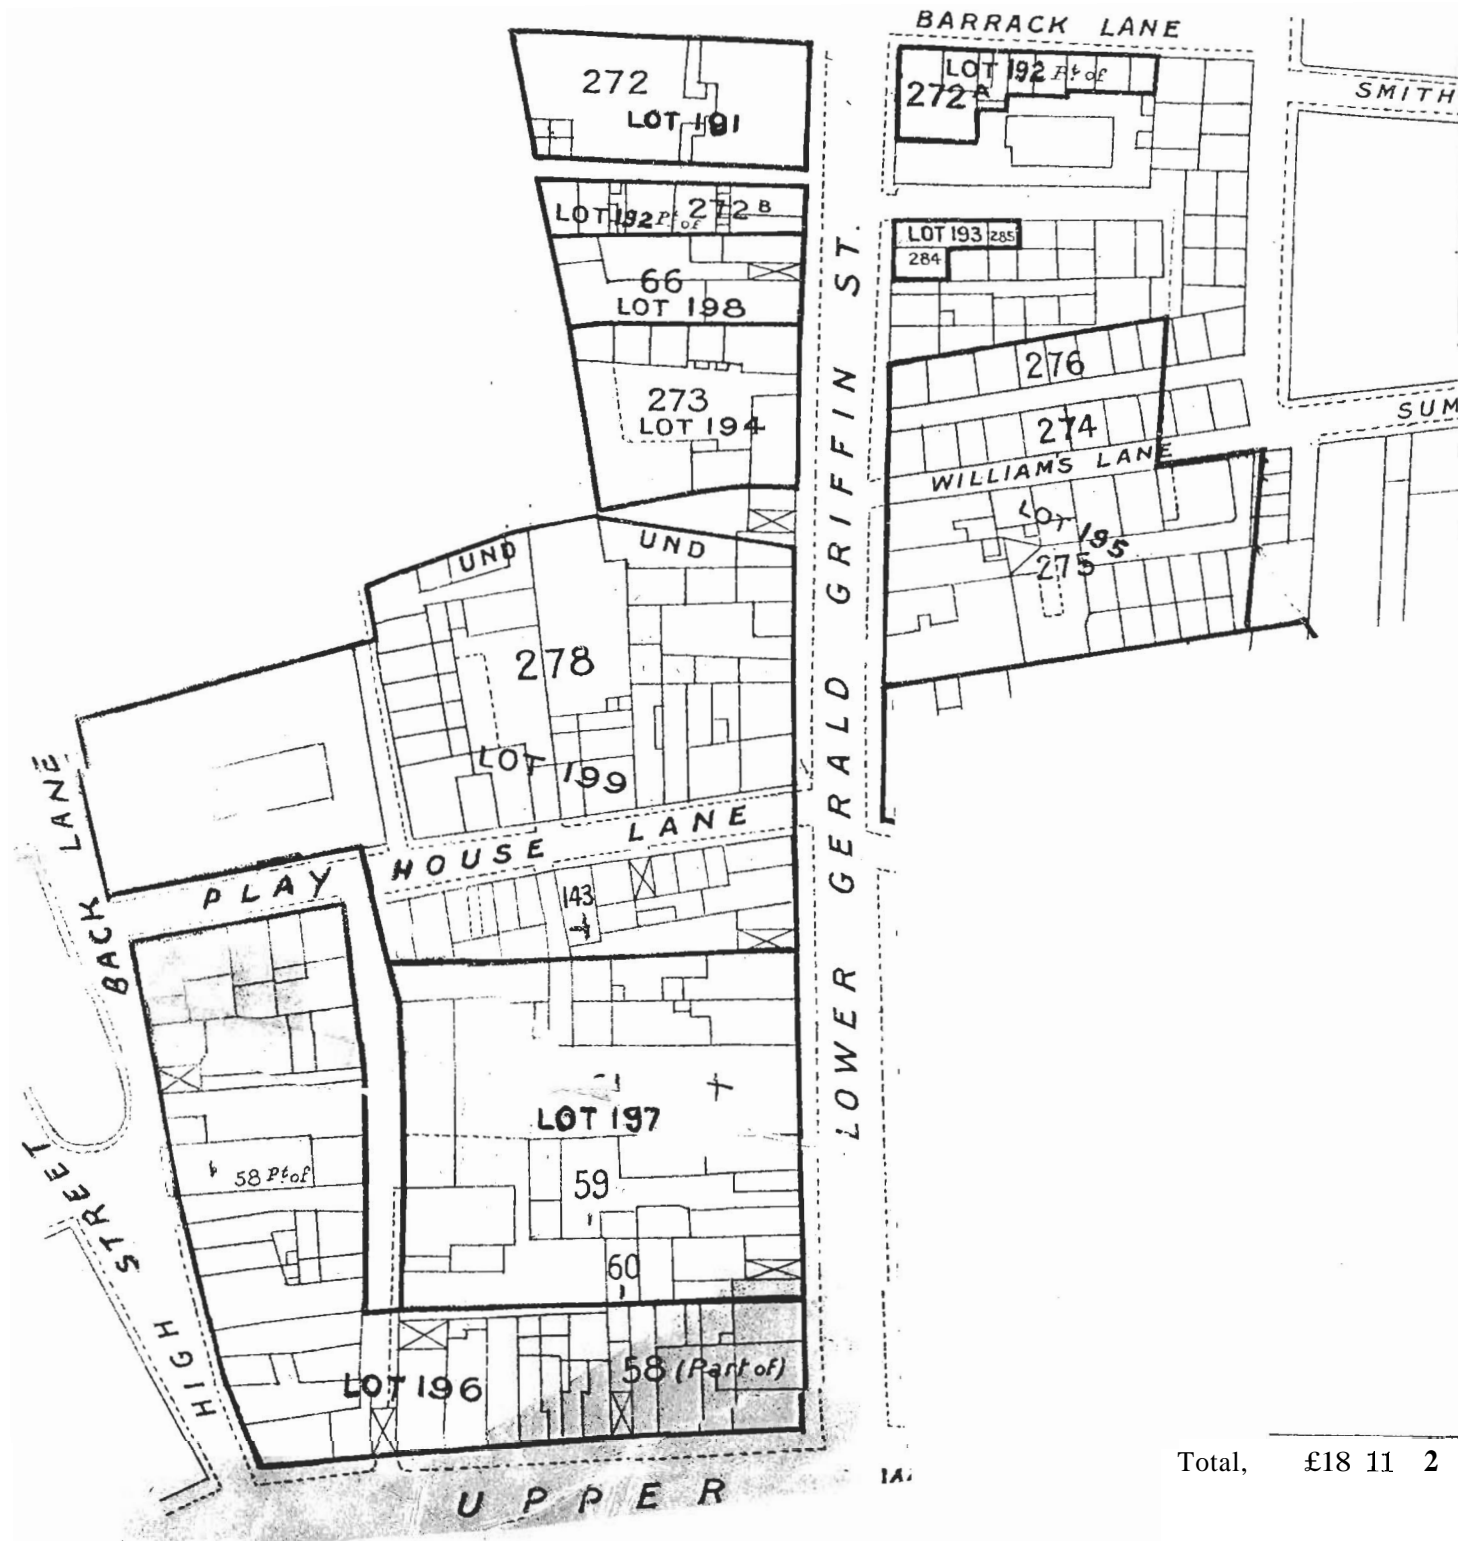 BARRACK LANE
SMITH
272
LOT 191
LOT 192 Pt of
272 A
LOT 192 Pt of
272 B
LOT 193
285
284
66
LOT 198
276
273
LOT 194
274
WILLIAM'S LANE
SUM
LOT 195
275
UND
UND
278
LOT 199
LOWER GERALD GRIFFIN ST.
BACK LANE
PLAY HOUSE LANE
143
LOT 197
58 Pt of
59
60
HIGH STREET
LOT 196
58 (Part of)
UPPER
Total, £18 11 2